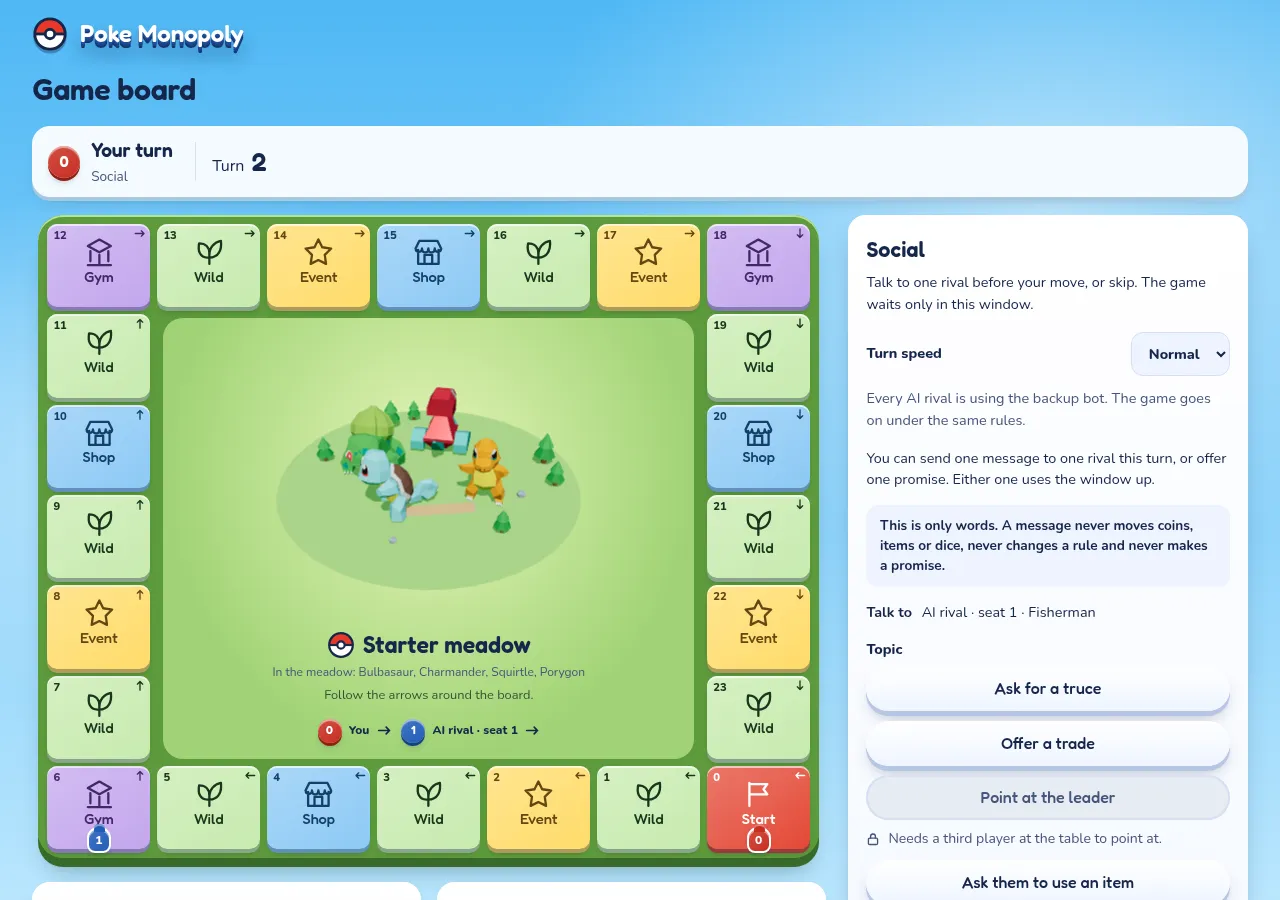 Poke Monopoly
Game board
0
Your turn
Social
Turn 2
12
Gym
13
Wild
14
Event
15
Shop
16
Wild
17
Event
18
Gym
11
Wild
19
Wild
10
Shop
20
Shop
9
Wild
21
Wild
8
Event
22
Event
7
Wild
23
Wild
Starter meadow
In the meadow: Bulbasaur, Charmander, Squirtle, Porygon
Follow the arrows around the board.
0 You → 1 AI rival · seat 1 →
6
Gym
1
5
Wild
4
Shop
3
Wild
2
Event
1
Wild
0
Start
0
Social
Talk to one rival before your move, or skip. The game
waits only in this window.
Turn speed
Normal
Every AI rival is using the backup bot. The game goes
on under the same rules.
You can send one message to one rival this turn, or offer
one promise. Either one uses the window up.
This is only words. A message never moves coins,
items or dice, never changes a rule and never makes
a promise.
Talk to AI rival · seat 1 · Fisherman
Topic
Ask for a truce
Offer a trade
Point at the leader
Needs a third player at the table to point at.
Ask them to use an item